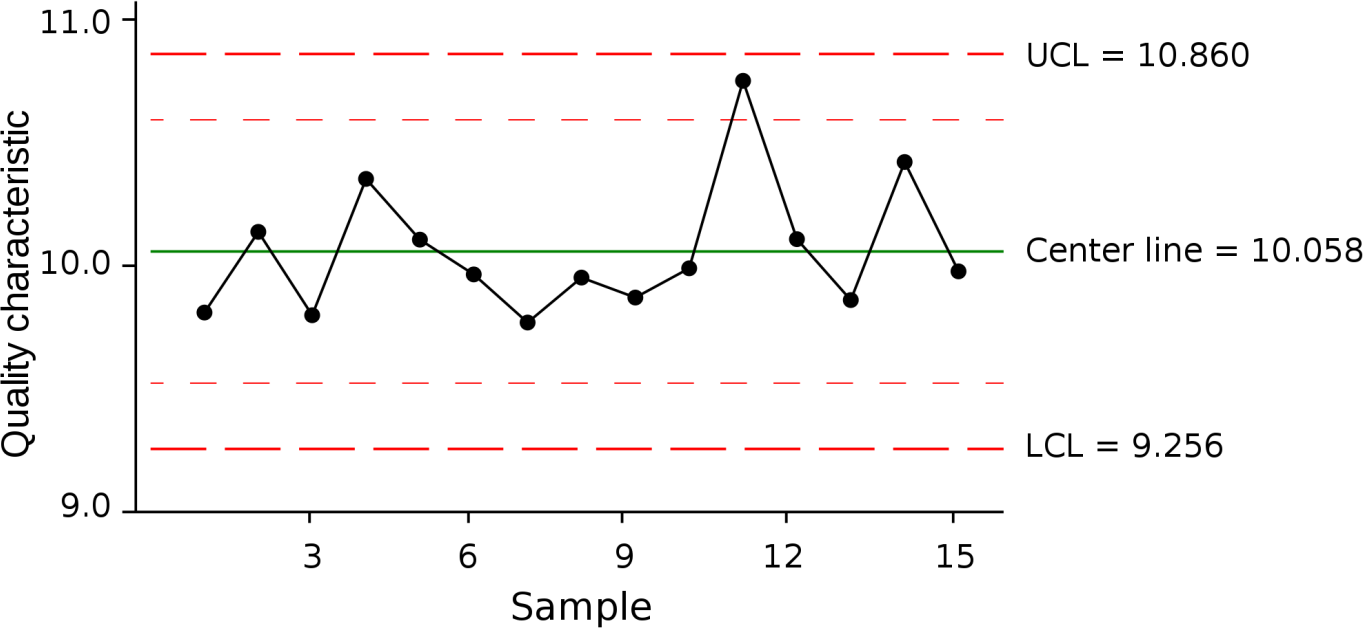 11.0
UCL = 10.860
Quality characteristic
10.0
Center line = 10.058
LCL = 9.256
9.0
3 6 9 12 15
Sample